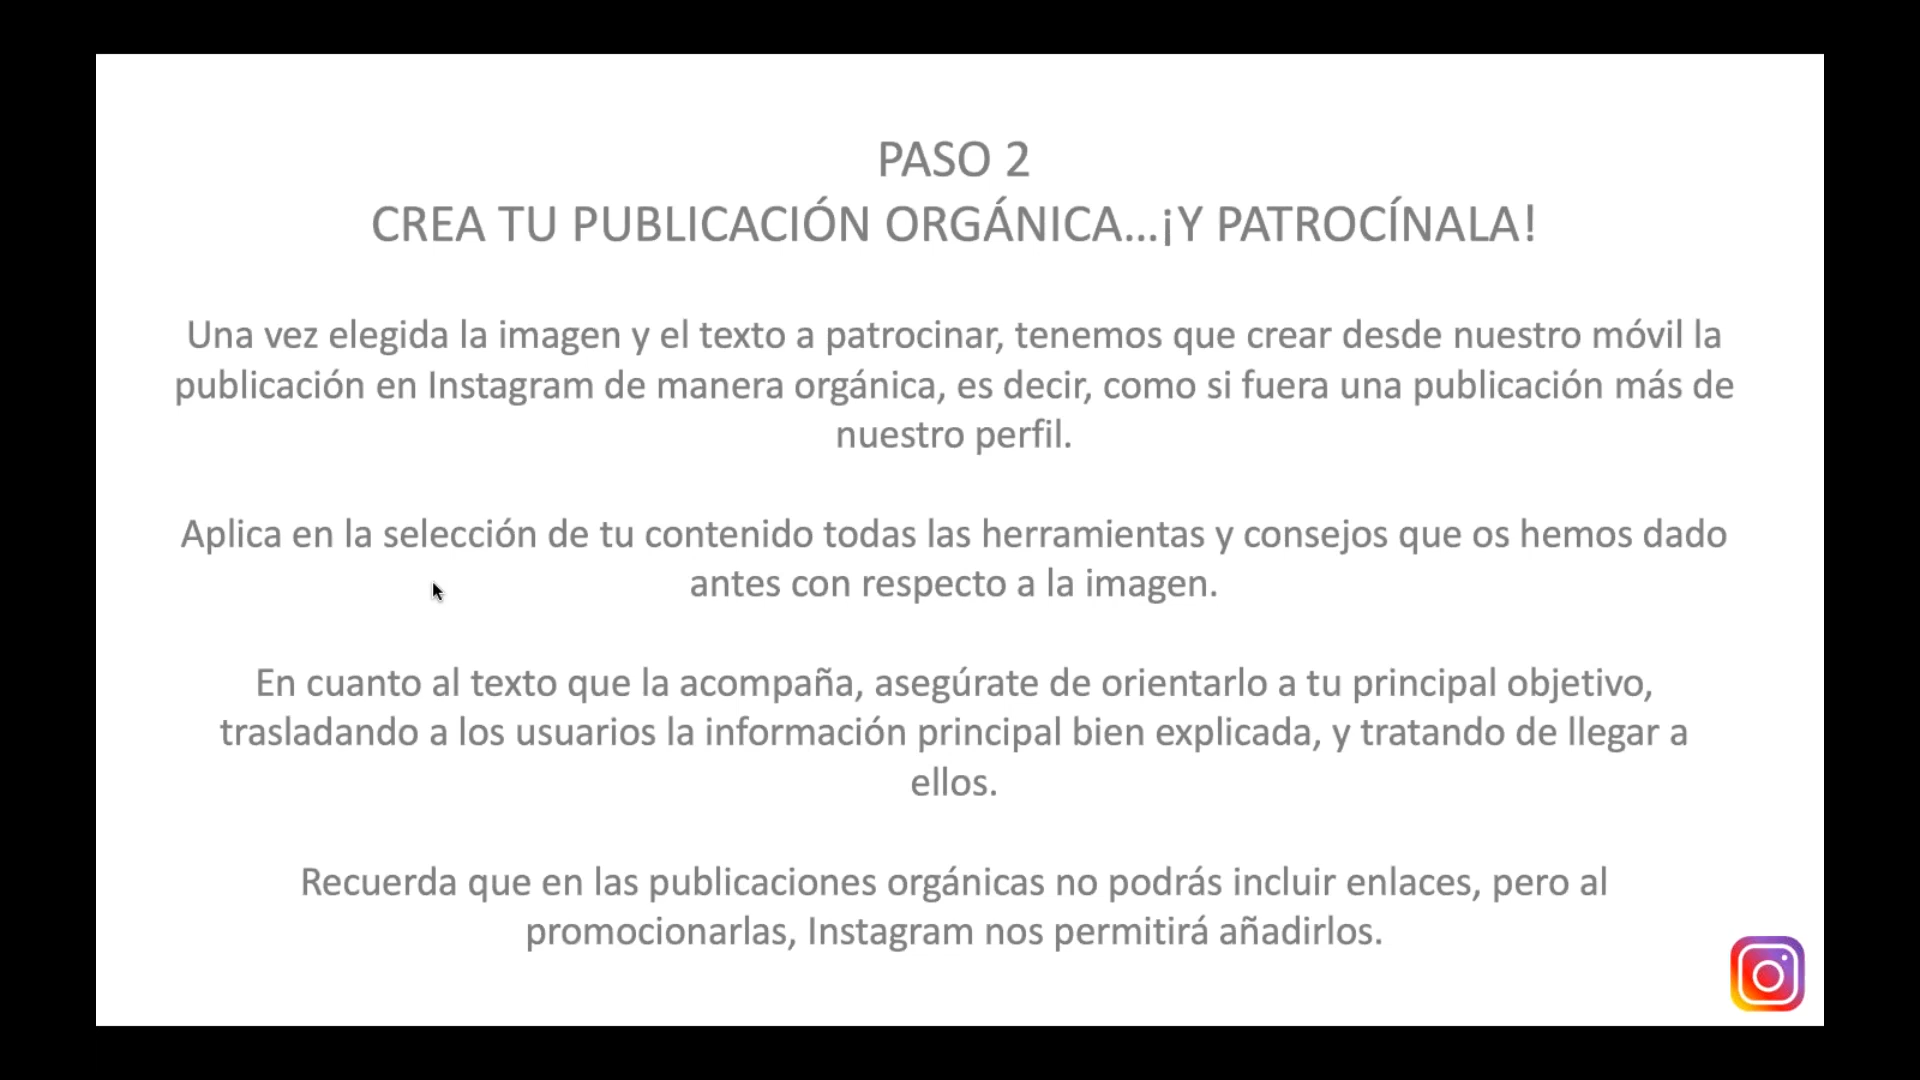 PASO 2
CREA TU PUBLICACIÓN ORGÁNICA...¡Y PATROCÍNALA!
Una vez elegida la imagen y el texto a patrocinar, tenemos que crear desde nuestro móvil la
publicación en Instagram de manera orgánica, es decir, como si fuera una publicación más de
nuestro perfil.
Aplica en la selección de tu contenido todas las herramientas y consejos que os hemos dado
antes con respecto a la imagen.
En cuanto al texto que la acompaña, asegúrate de orientarlo a tu principal objetivo,
trasladando a los usuarios la información principal bien explicada, y tratando de llegar a
ellos.
Recuerda que en las publicaciones orgánicas no podrás incluir enlaces, pero al
promocionarlas, Instagram nos permitirá añadirlos.